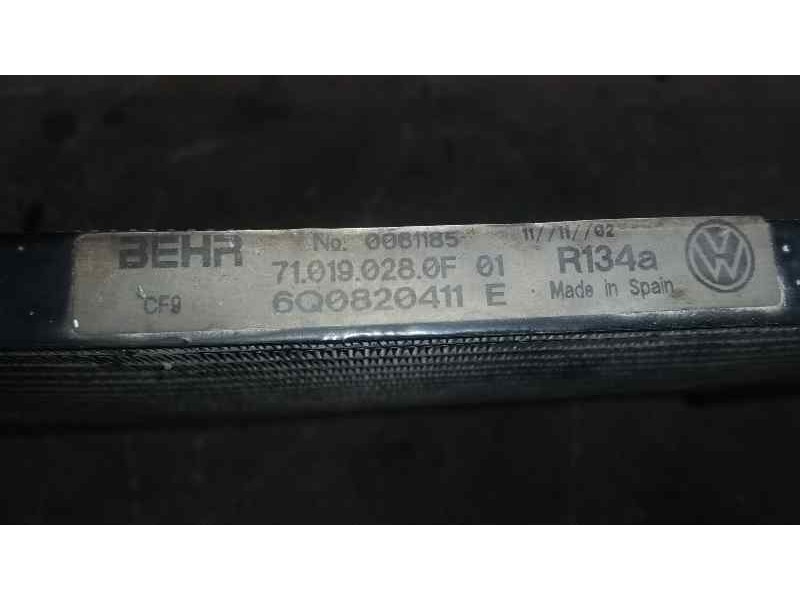 BEHR No. 0061185 11//11//02
71.019.028.0F 01 R134a
CF9 6Q0820411 E Made in Spain